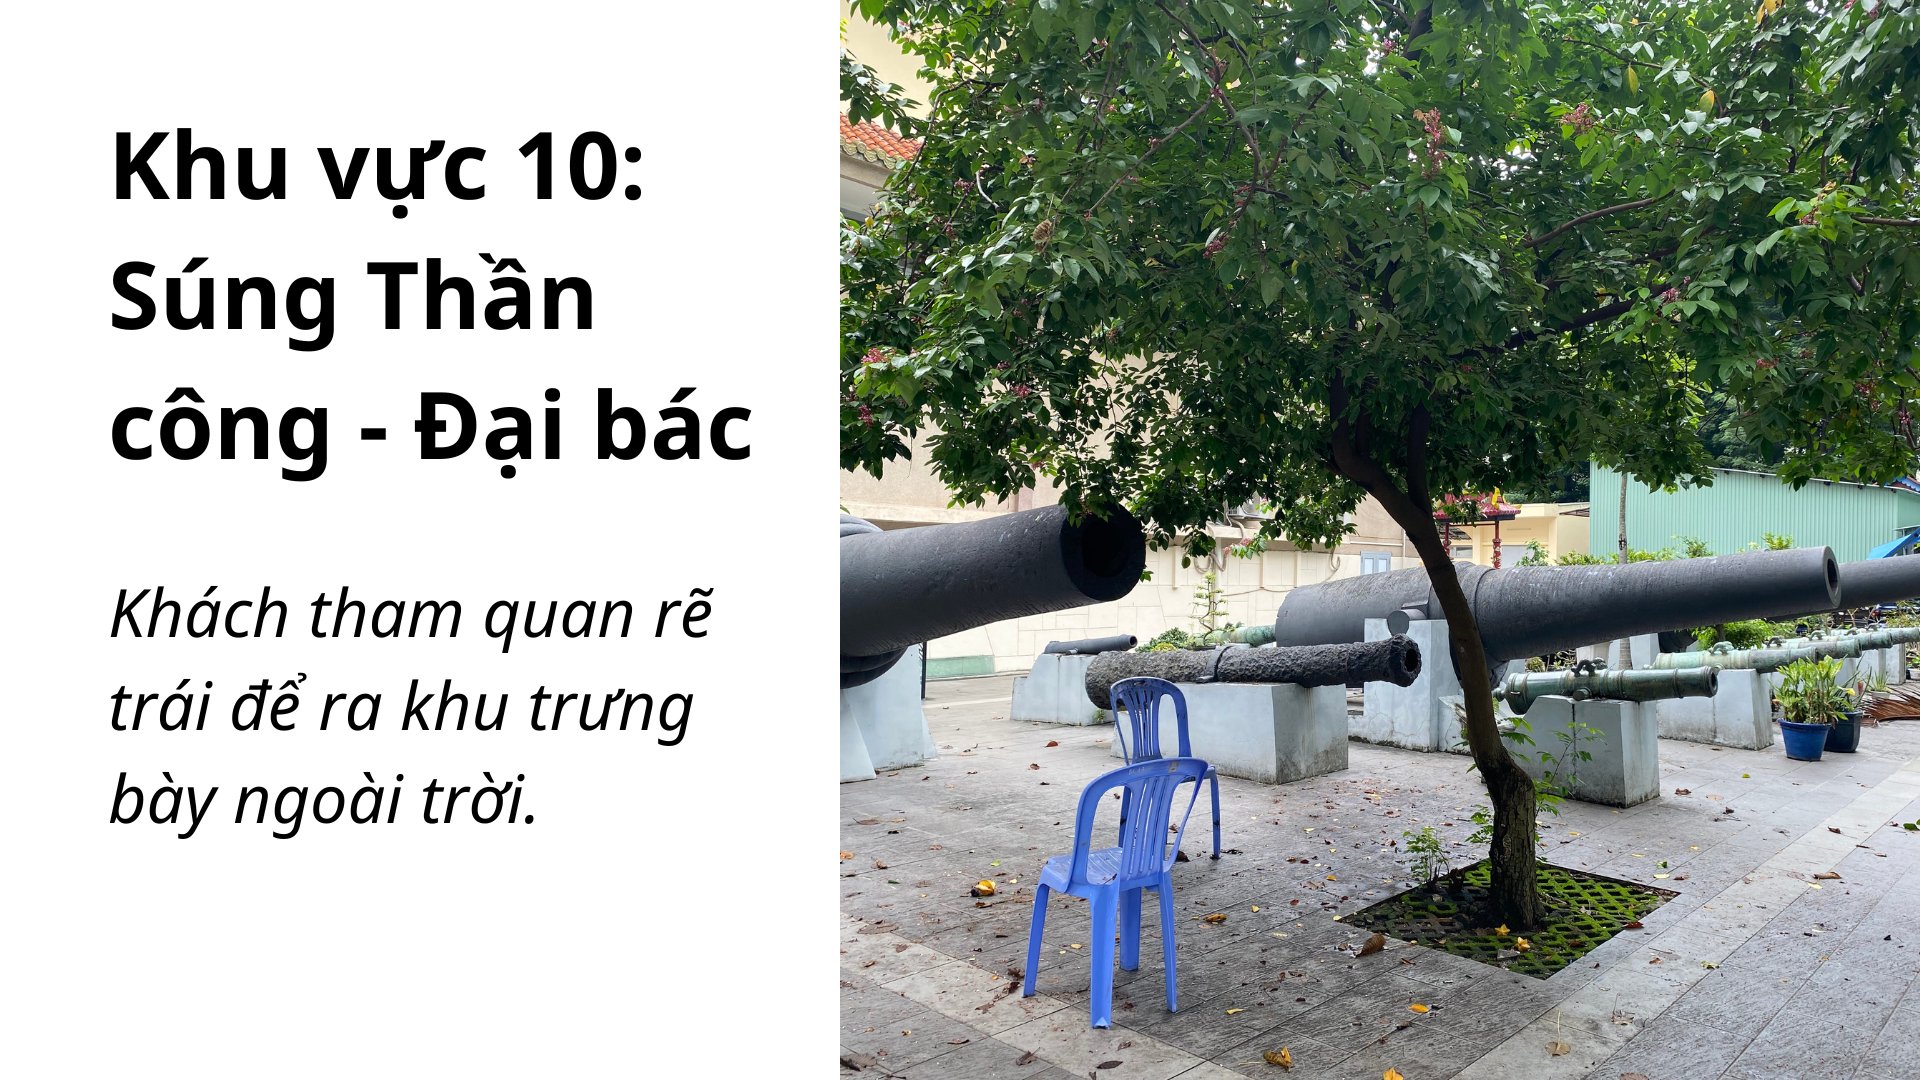 Khu vực 10:
Súng Thần
công - Đại bác
Khách tham quan rẽ
trái để ra khu trưng
bày ngoài trời.